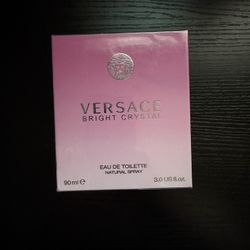 VERSACE
BRIGHT CRYSTAL
EAU DE TOILETTE
NATURAL SPRAY
90 ml ℮ 3.0 US fl. oz.